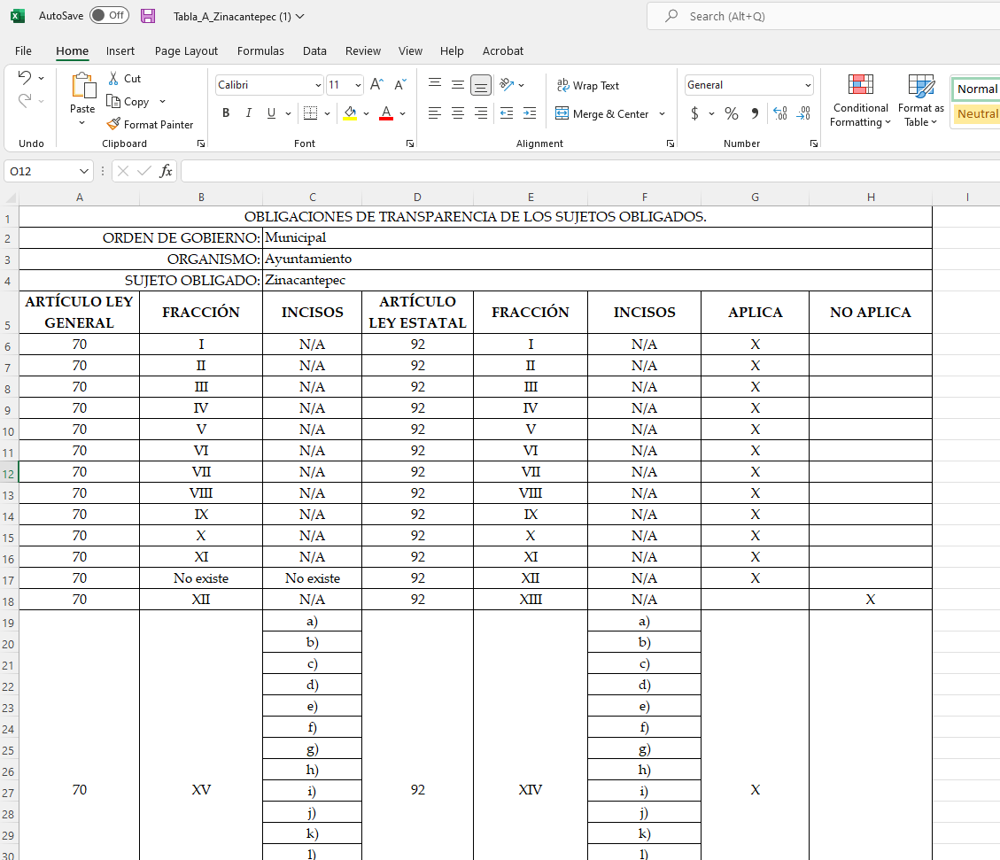 AutoSave Off Tabla_A_Zinacantepec (1) Search (Alt+Q)
File Home Insert Page Layout Formulas Data Review View Help Acrobat
Cut Calibri 11 Wrap Text General Normal
Copy Paste Conditional Format as Neutral
Format Painter B I U A Merge & Center $ % Formatting Table
Undo Clipboard Font Alignment Number
O12 fx
A B C D E F G H I
1 OBLIGACIONES DE TRANSPARENCIA DE LOS SUJETOS OBLIGADOS.
2 ORDEN DE GOBIERNO: Municipal
3 ORGANISMO: Ayuntamiento
4 SUJETO OBLIGADO: Zinacantepec
ARTÍCULO LEY ARTÍCULO
5 GENERAL FRACCIÓN INCISOS LEY ESTATAL FRACCIÓN INCISOS APLICA NO APLICA
6 70 I N/A 92 I N/A X
7 70 II N/A 92 II N/A X
8 70 III N/A 92 III N/A X
9 70 IV N/A 92 IV N/A X
10 70 V N/A 92 V N/A X
11 70 VI N/A 92 VI N/A X
12 70 VII N/A 92 VII N/A X
13 70 VIII N/A 92 VIII N/A X
14 70 IX N/A 92 IX N/A X
15 70 X N/A 92 X N/A X
16 70 XI N/A 92 XI N/A X
17 70 No existe No existe 92 XII N/A X
18 70 XII N/A 92 XIII N/A X
19 a) a)
20 b) b)
21 c) c)
22 d) d)
23 e) e)
24 f) f)
25 g) g)
26 h) h)
27 70 XV i) 92 XIV i) X
28 j) j)
29 k) k)
30 l) l)